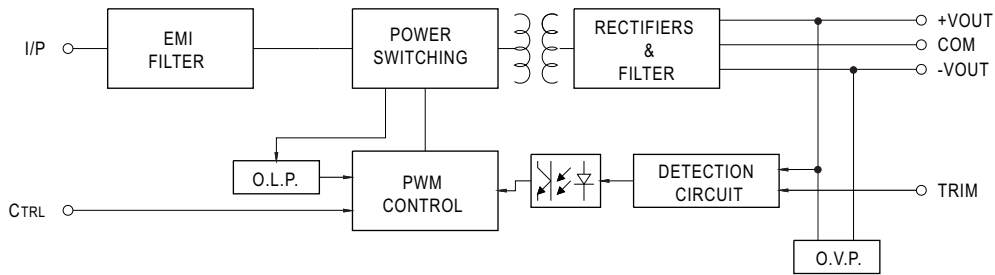 I/P
EMI
FILTER
POWER
SWITCHING
RECTIFIERS
&
FILTER
+VOUT
COM
-VOUT
O.L.P.
PWM
CONTROL
DETECTION
CIRCUIT
TRIM
CTRL
O.V.P.